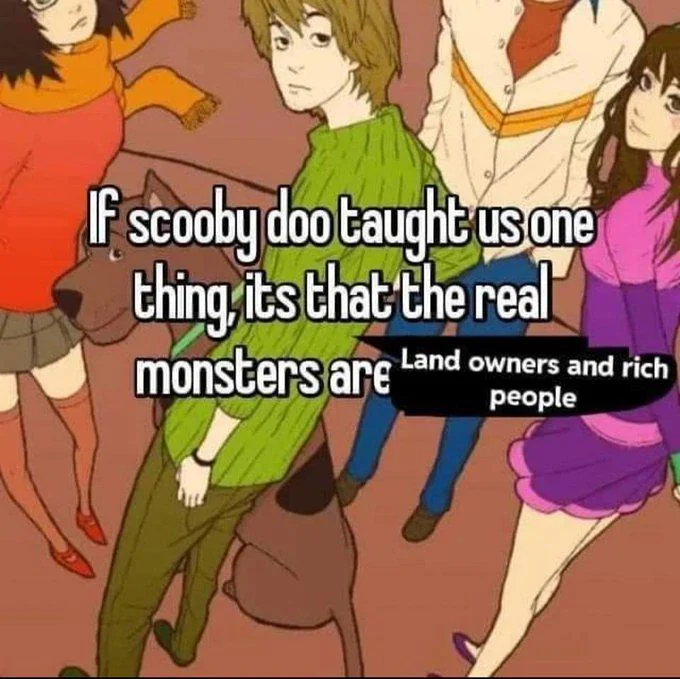 If scooby doo taught us one
thing, its that the real
monsters are Land owners and rich
people